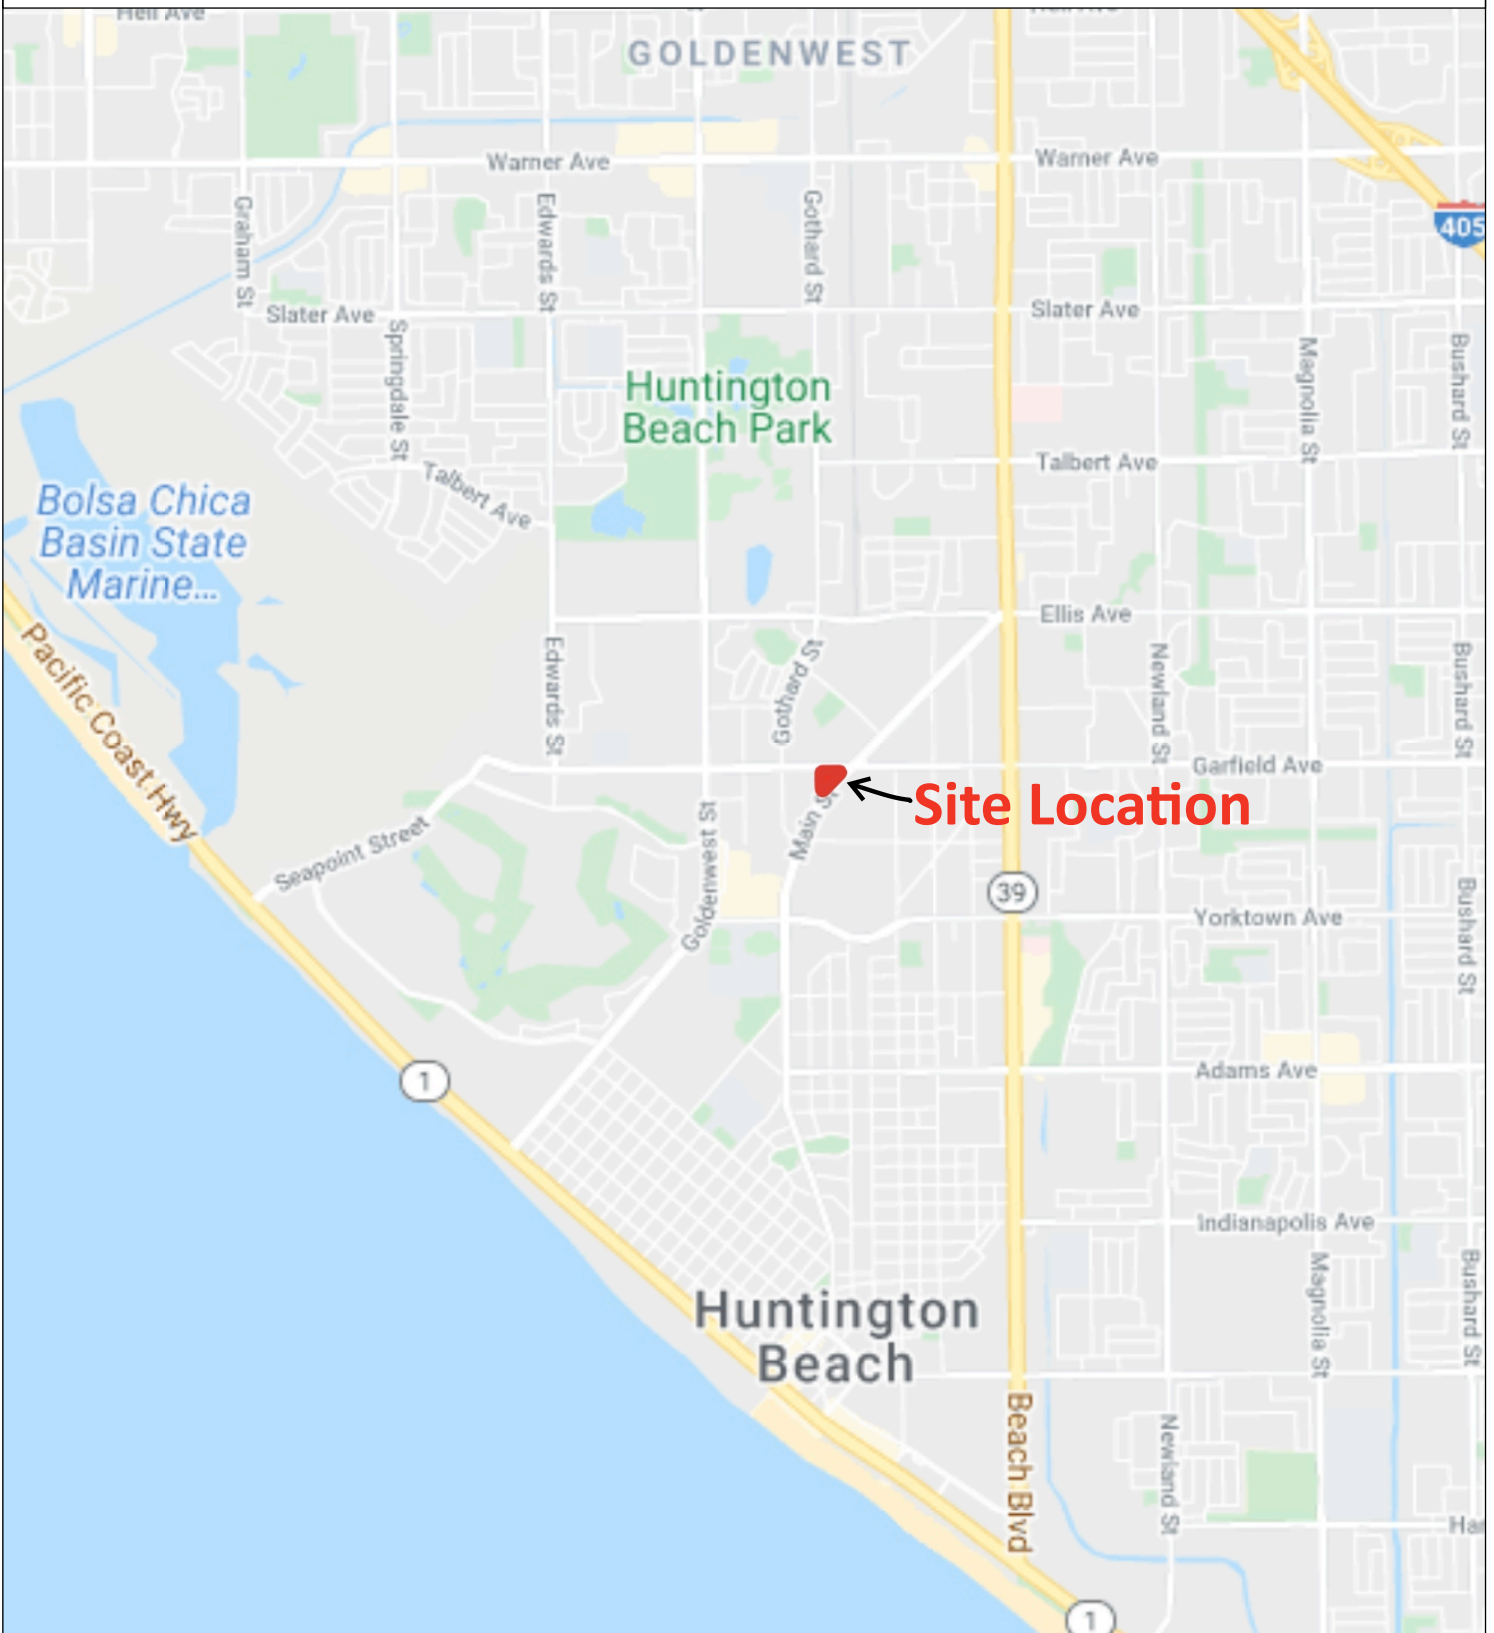 Heil Ave
GOLDENWEST
Warner Ave
Warner Ave
Graham St
Edwards St
Gothard St
405
Slater Ave
Slater Ave
Springdale St
Magnolia St
Bushard St
Huntington
Beach Park
Talbert Ave
Talbert Ave
Bolsa Chica
Basin State
Marine...
Ellis Ave
Pacific Coast Hwy
Edwards St
Gothard St
Newland St
Bushard St
Garfield Ave
Site Location
Main St
Seapoint Street
Goldenwest St
39
Yorktown Ave
Bushard St
1
Adams Ave
Indianapolis Ave
Magnolia St
Bushard St
Huntington
Beach
Beach Blvd
Newland St
Ha
1